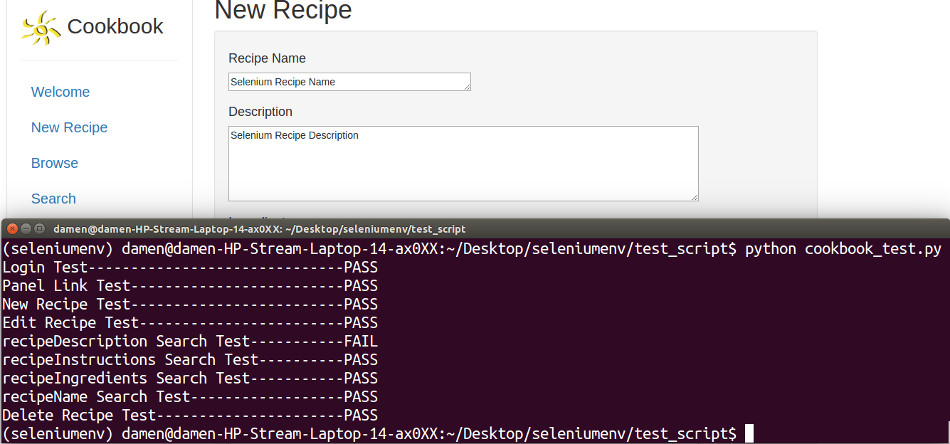 New Recipe
Cookbook
Recipe Name
Selenium Recipe Name
Welcome
Description
New Recipe
Selenium Recipe Description
Browse
Search
damen@damen-HP-Stream-Laptop-14-ax0XX: ~/Desktop/seleniumenv/test_script
(seleniumenv) damen@damen-HP-Stream-Laptop-14-ax0XX:~/Desktop/seleniumenv/test_script$ python cookbook_test.py
Login Test------------------------------PASS
Panel Link Test-------------------------PASS
New Recipe Test-------------------------PASS
Edit Recipe Test------------------------PASS
recipeDescription Search Test-----------FAIL
recipeInstructions Search Test----------PASS
recipeIngredients Search Test-----------PASS
recipeName Search Test------------------PASS
Delete Recipe Test----------------------PASS
(seleniumenv) damen@damen-HP-Stream-Laptop-14-ax0XX:~/Desktop/seleniumenv/test_script$